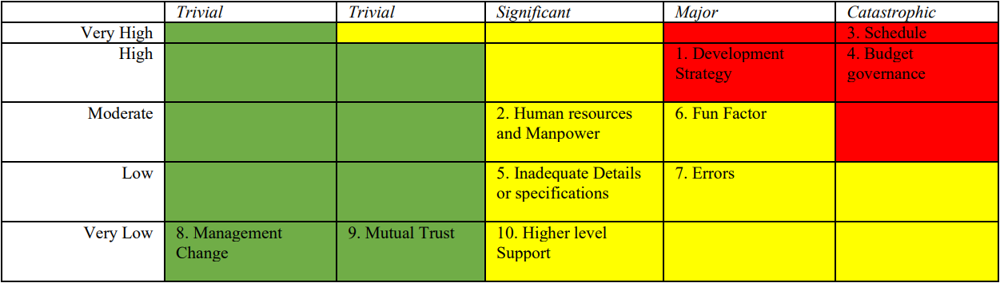 Trivial Trivial Significant Major Catastrophic
Very High 3. Schedule
High 1. Development 4. Budget
Strategy governance
Moderate 2. Human resources 6. Fun Factor
and Manpower
Low 5. Inadequate Details 7. Errors
or specifications
Very Low 8. Management 9. Mutual Trust 10. Higher level
Change Support